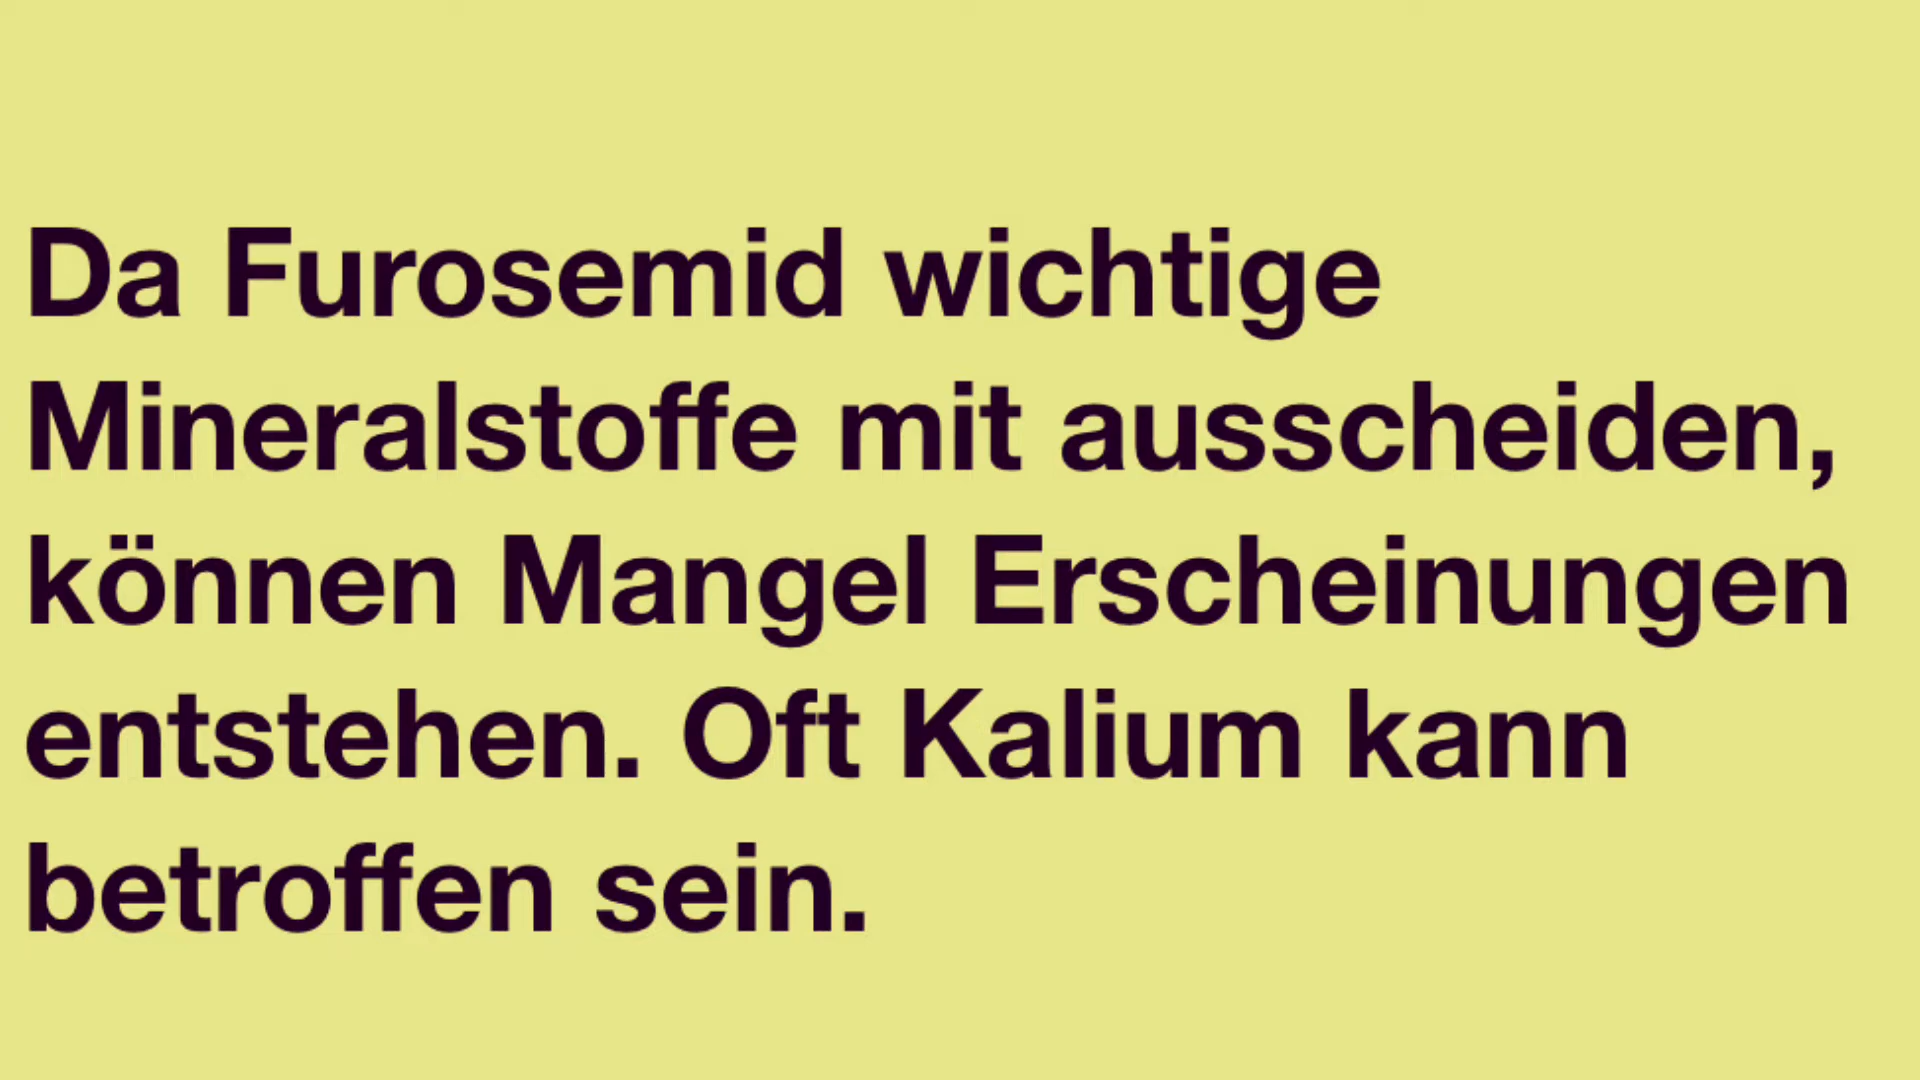 Da Furosemid wichtige
Mineralstoffe mit ausscheiden,
können Mangel Erscheinungen
entstehen. Oft Kalium kann
betroffen sein.